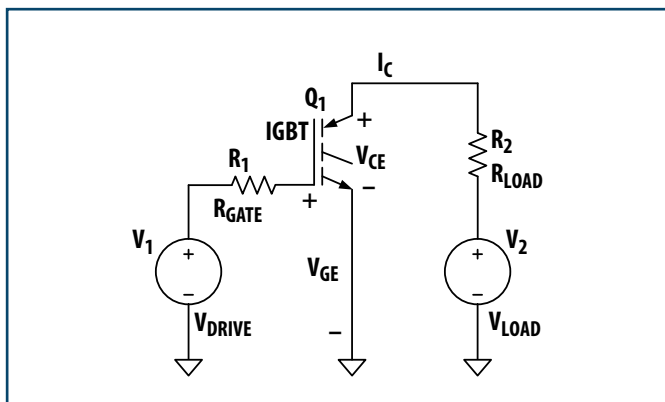 I_C
Q_1
IGBT
+
V_CE
−
R_1
R_GATE
+
R_2
R_LOAD
V_1
+
−
V_DRIVE
V_GE
−
V_2
+
−
V_LOAD